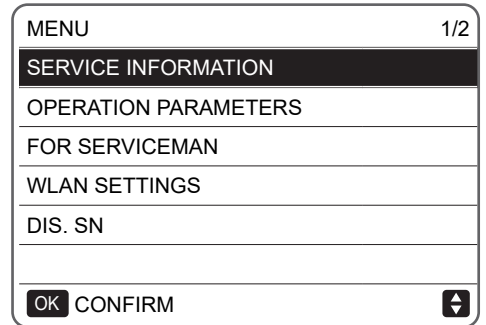 MENU 1/2
SERVICE INFORMATION
OPERATION PARAMETERS
FOR SERVICEMAN
WLAN SETTINGS
DIS. SN
OK CONFIRM